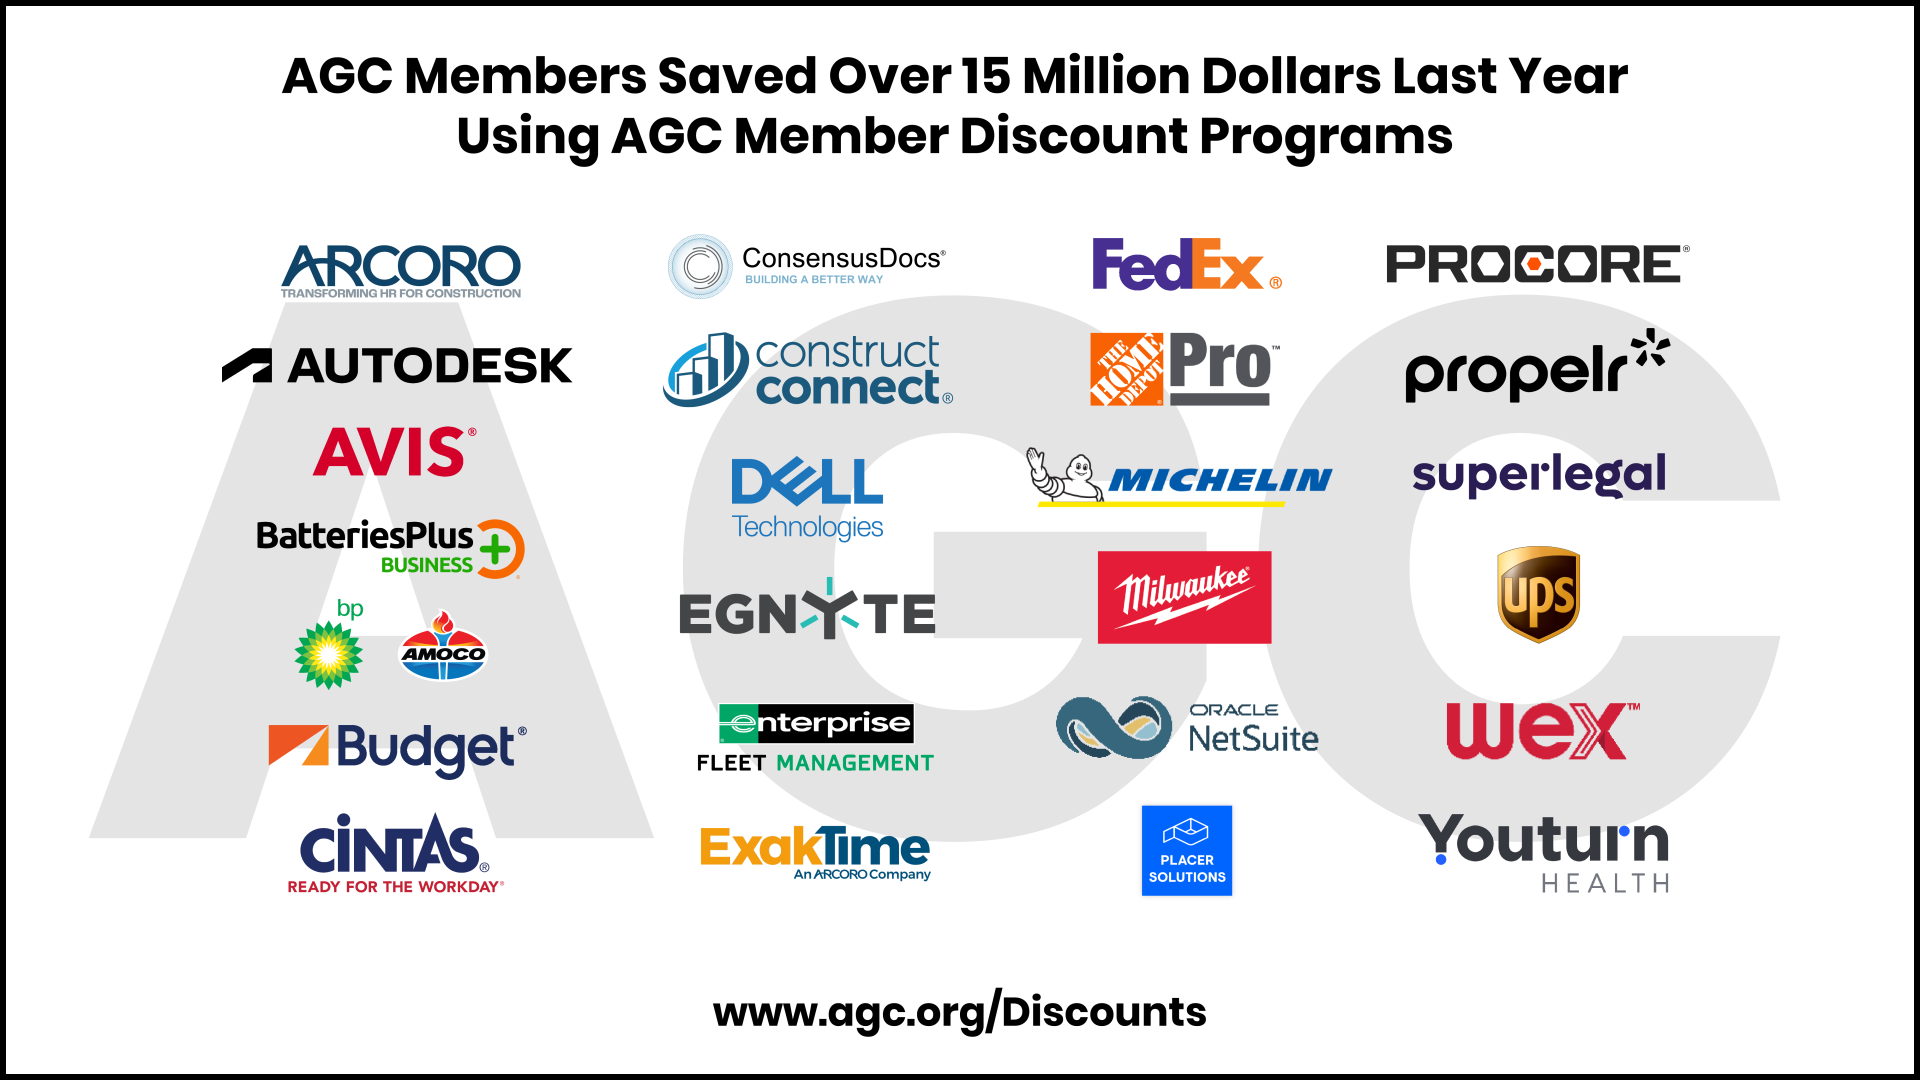 AGC Members Saved Over 15 Million Dollars Last Year
Using AGC Member Discount Programs
AGC
ARCORO
TRANSFORMING HR FOR CONSTRUCTION
AUTODESK
AVIS®
BatteriesPlus
BUSINESS
bp
AMOCO
Budget®
CiNTAS®
READY FOR THE WORKDAY®
ConsensusDocs®
BUILDING A BETTER WAY
construct
connect®
DELL
Technologies
EGNYTE
enterprise
FLEET MANAGEMENT
ExakTime
An ARCORO Company
FedEx®
THE
HOME
DEPOT
Pro™
MICHELIN
Milwaukee®
ORACLE
NetSuite
PLACER
SOLUTIONS
PROCORE®
propelr
superlegal
ups
wex™
Youturn
HEALTH
www.agc.org/Discounts